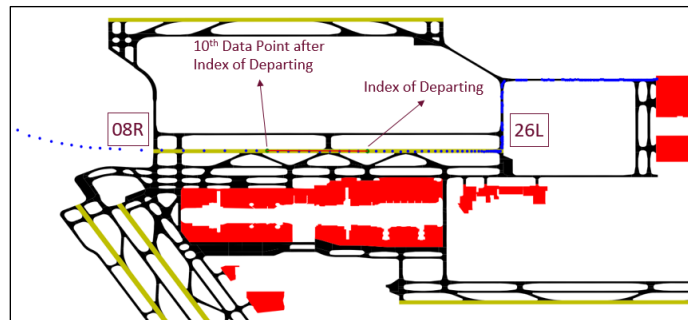 10th Data Point after
Index of Departing
Index of Departing
08R
26L